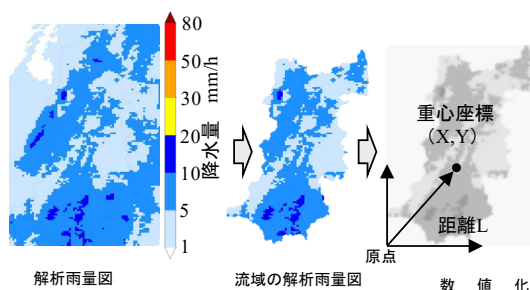 80
50
30
20
10
5
1
降水量 mm/h
重心座標
(X,Y)
距離L
原点
解析雨量図
流域の解析雨量図
数 値 化